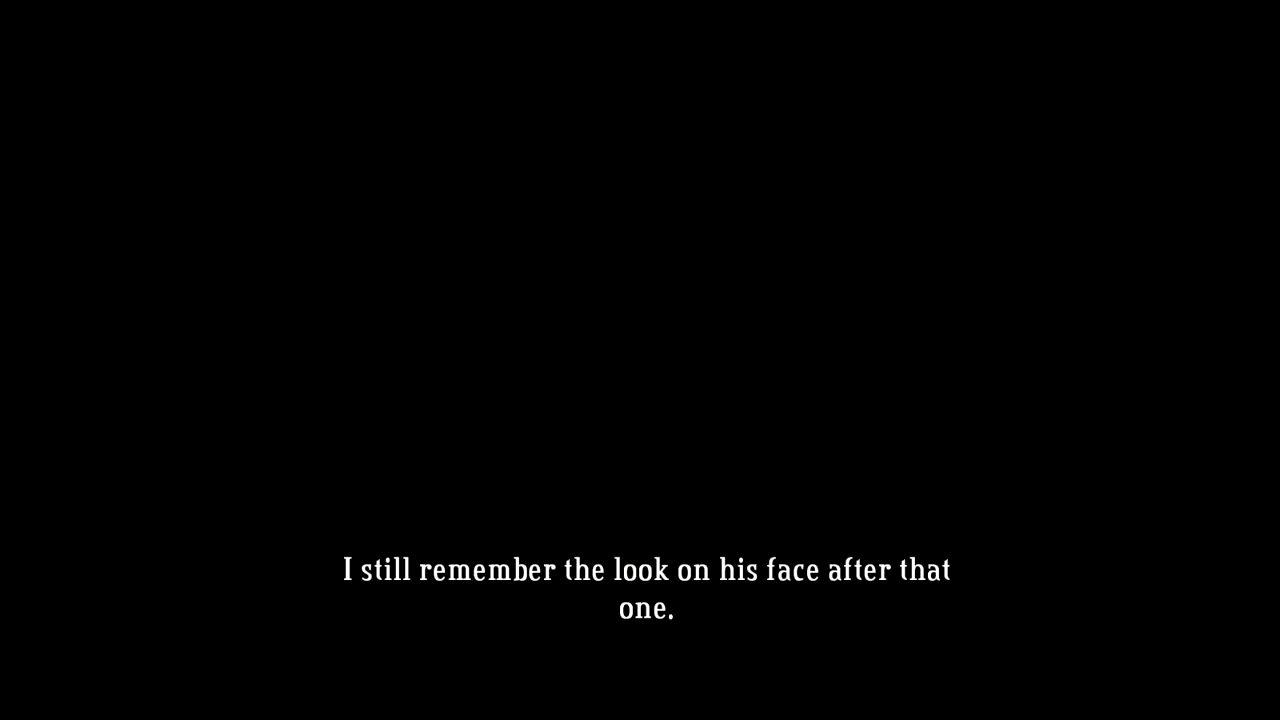 I still remember the look on his face after that
one.